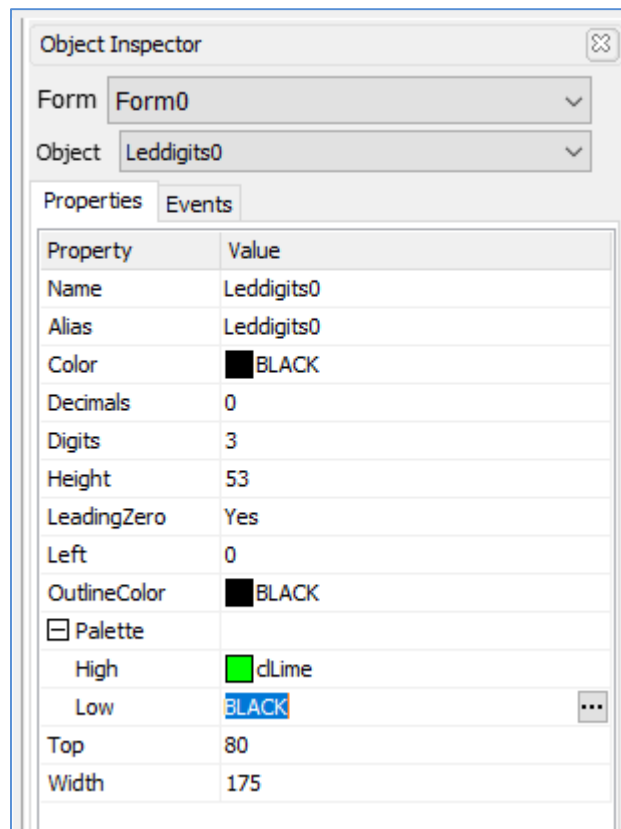 Object Inspector
Form Form0
Object Leddigits0
Properties Events
Property Value
Name Leddigits0
Alias Leddigits0
Color BLACK
Decimals 0
Digits 3
Height 53
LeadingZero Yes
Left 0
OutlineColor BLACK
Palette
High clLime
Low BLACK ...
Top 80
Width 175